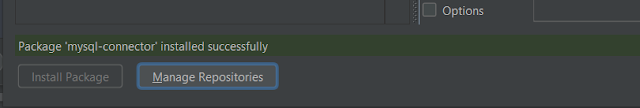 Options
Package 'mysql-connector' installed successfully
Install Package
Manage Repositories